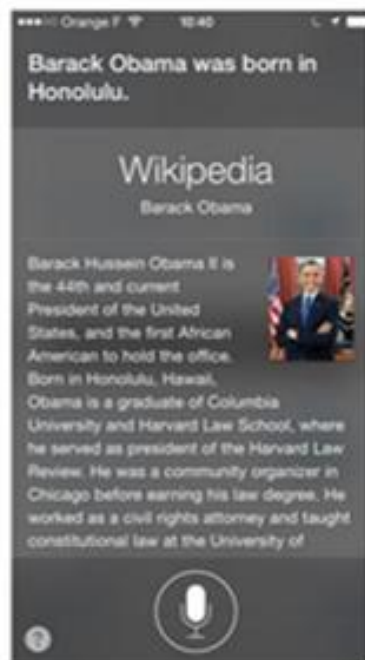 Orange F 10:40
Barack Obama was born in
Honolulu.
Wikipedia
Barack Obama
Barack Hussein Obama II is
the 44th and current
President of the United
States, and the first African
American to hold the office.
Born in Honolulu, Hawaii,
Obama is a graduate of Columbia
University and Harvard Law School, where
he served as president of the Harvard Law
Review. He was a community organizer in
Chicago before earning his law degree. He
worked as a civil rights attorney and taught
constitutional law at the University of
?